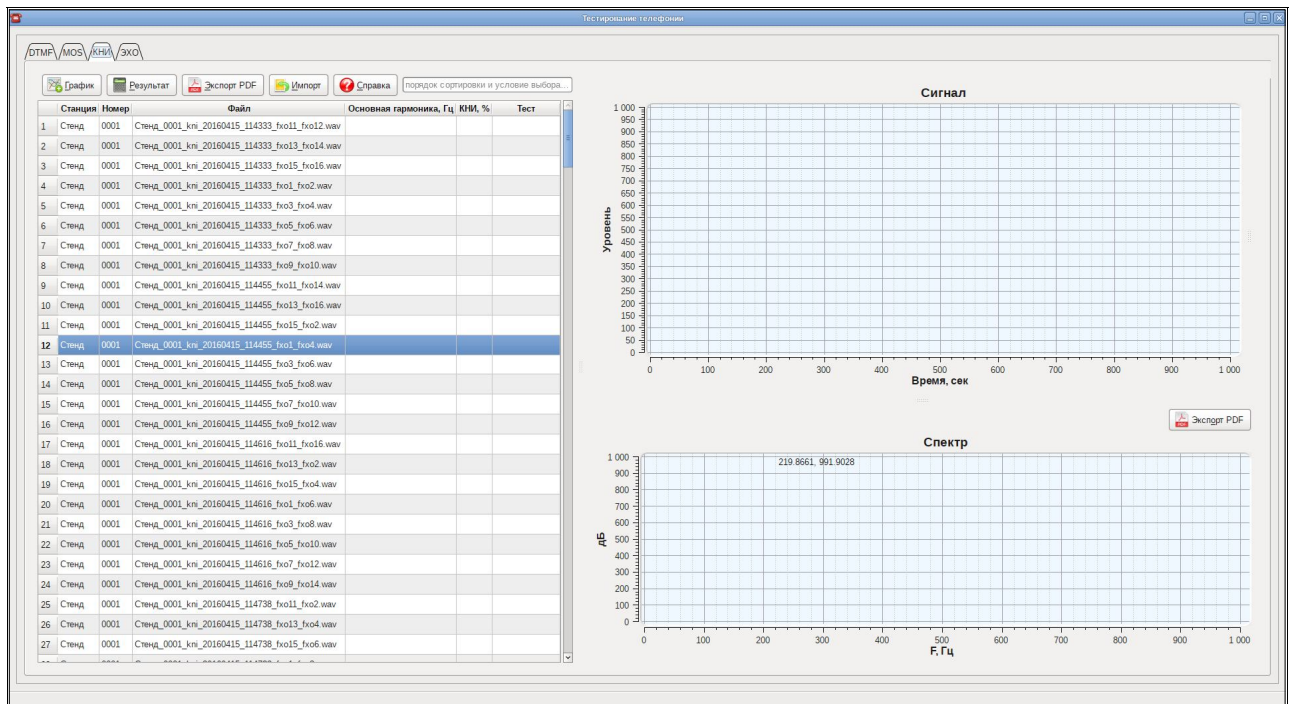 Тестирование телефонии
DTMF MOS КНИ ЭХО
График Результат Экспорт PDF Импорт Справка порядок сортировки и условие выбора...
Станция Номер Файл Основная гармоника, Гц КНИ, % Тест
1 Стенд 0001 Стенд_0001_kni_20160415_114333_fxo11_fxo12.wav
2 Стенд 0001 Стенд_0001_kni_20160415_114333_fxo13_fxo14.wav
3 Стенд 0001 Стенд_0001_kni_20160415_114333_fxo15_fxo16.wav
4 Стенд 0001 Стенд_0001_kni_20160415_114333_fxo1_fxo2.wav
5 Стенд 0001 Стенд_0001_kni_20160415_114333_fxo3_fxo4.wav
6 Стенд 0001 Стенд_0001_kni_20160415_114333_fxo5_fxo6.wav
7 Стенд 0001 Стенд_0001_kni_20160415_114333_fxo7_fxo8.wav
8 Стенд 0001 Стенд_0001_kni_20160415_114333_fxo9_fxo10.wav
9 Стенд 0001 Стенд_0001_kni_20160415_114455_fxo11_fxo14.wav
10 Стенд 0001 Стенд_0001_kni_20160415_114455_fxo13_fxo16.wav
11 Стенд 0001 Стенд_0001_kni_20160415_114455_fxo15_fxo2.wav
12 Стенд 0001 Стенд_0001_kni_20160415_114455_fxo1_fxo4.wav
13 Стенд 0001 Стенд_0001_kni_20160415_114455_fxo3_fxo6.wav
14 Стенд 0001 Стенд_0001_kni_20160415_114455_fxo5_fxo8.wav
15 Стенд 0001 Стенд_0001_kni_20160415_114455_fxo7_fxo10.wav
16 Стенд 0001 Стенд_0001_kni_20160415_114455_fxo9_fxo12.wav
17 Стенд 0001 Стенд_0001_kni_20160415_114616_fxo11_fxo16.wav
18 Стенд 0001 Стенд_0001_kni_20160415_114616_fxo13_fxo2.wav
19 Стенд 0001 Стенд_0001_kni_20160415_114616_fxo15_fxo4.wav
20 Стенд 0001 Стенд_0001_kni_20160415_114616_fxo1_fxo6.wav
21 Стенд 0001 Стенд_0001_kni_20160415_114616_fxo3_fxo8.wav
22 Стенд 0001 Стенд_0001_kni_20160415_114616_fxo5_fxo10.wav
23 Стенд 0001 Стенд_0001_kni_20160415_114616_fxo7_fxo12.wav
24 Стенд 0001 Стенд_0001_kni_20160415_114616_fxo9_fxo14.wav
25 Стенд 0001 Стенд_0001_kni_20160415_114738_fxo11_fxo2.wav
26 Стенд 0001 Стенд_0001_kni_20160415_114738_fxo13_fxo4.wav
27 Стенд 0001 Стенд_0001_kni_20160415_114738_fxo15_fxo6.wav
Сигнал
Уровень
1 000
950
900
850
800
750
700
650
600
550
500
450
400
350
300
250
200
150
100
50
0
0 100 200 300 400 500 600 700 800 900 1 000
Время, сек
Экспорт PDF
Спектр
219.8661, 991.9028
дБ
1 000
900
800
700
600
500
400
300
200
100
0
0 100 200 300 400 500 600 700 800 900 1 000
F, Гц